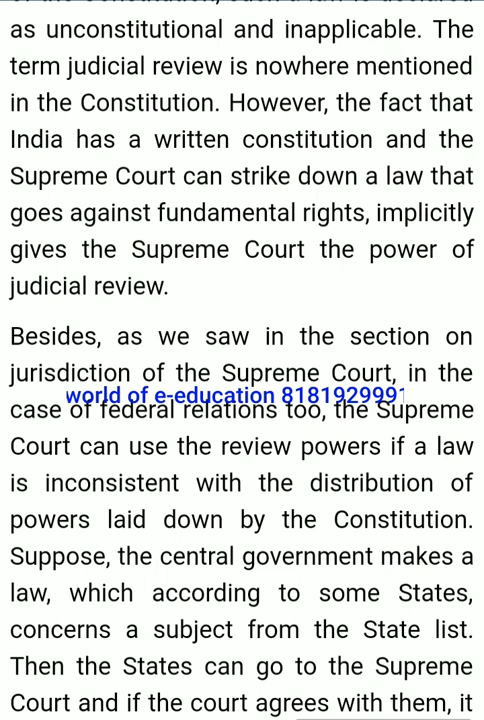 as unconstitutional and inapplicable. The
term judicial review is nowhere mentioned
in the Constitution. However, the fact that
India has a written constitution and the
Supreme Court can strike down a law that
goes against fundamental rights, implicitly
gives the Supreme Court the power of
judicial review.
Besides, as we saw in the section on
jurisdiction of the Supreme Court, in the
world of e-education 8181929991
case of federal relations too, the Supreme
Court can use the review powers if a law
is inconsistent with the distribution of
powers laid down by the Constitution.
Suppose, the central government makes a
law, which according to some States,
concerns a subject from the State list.
Then the States can go to the Supreme
Court and if the court agrees with them, it